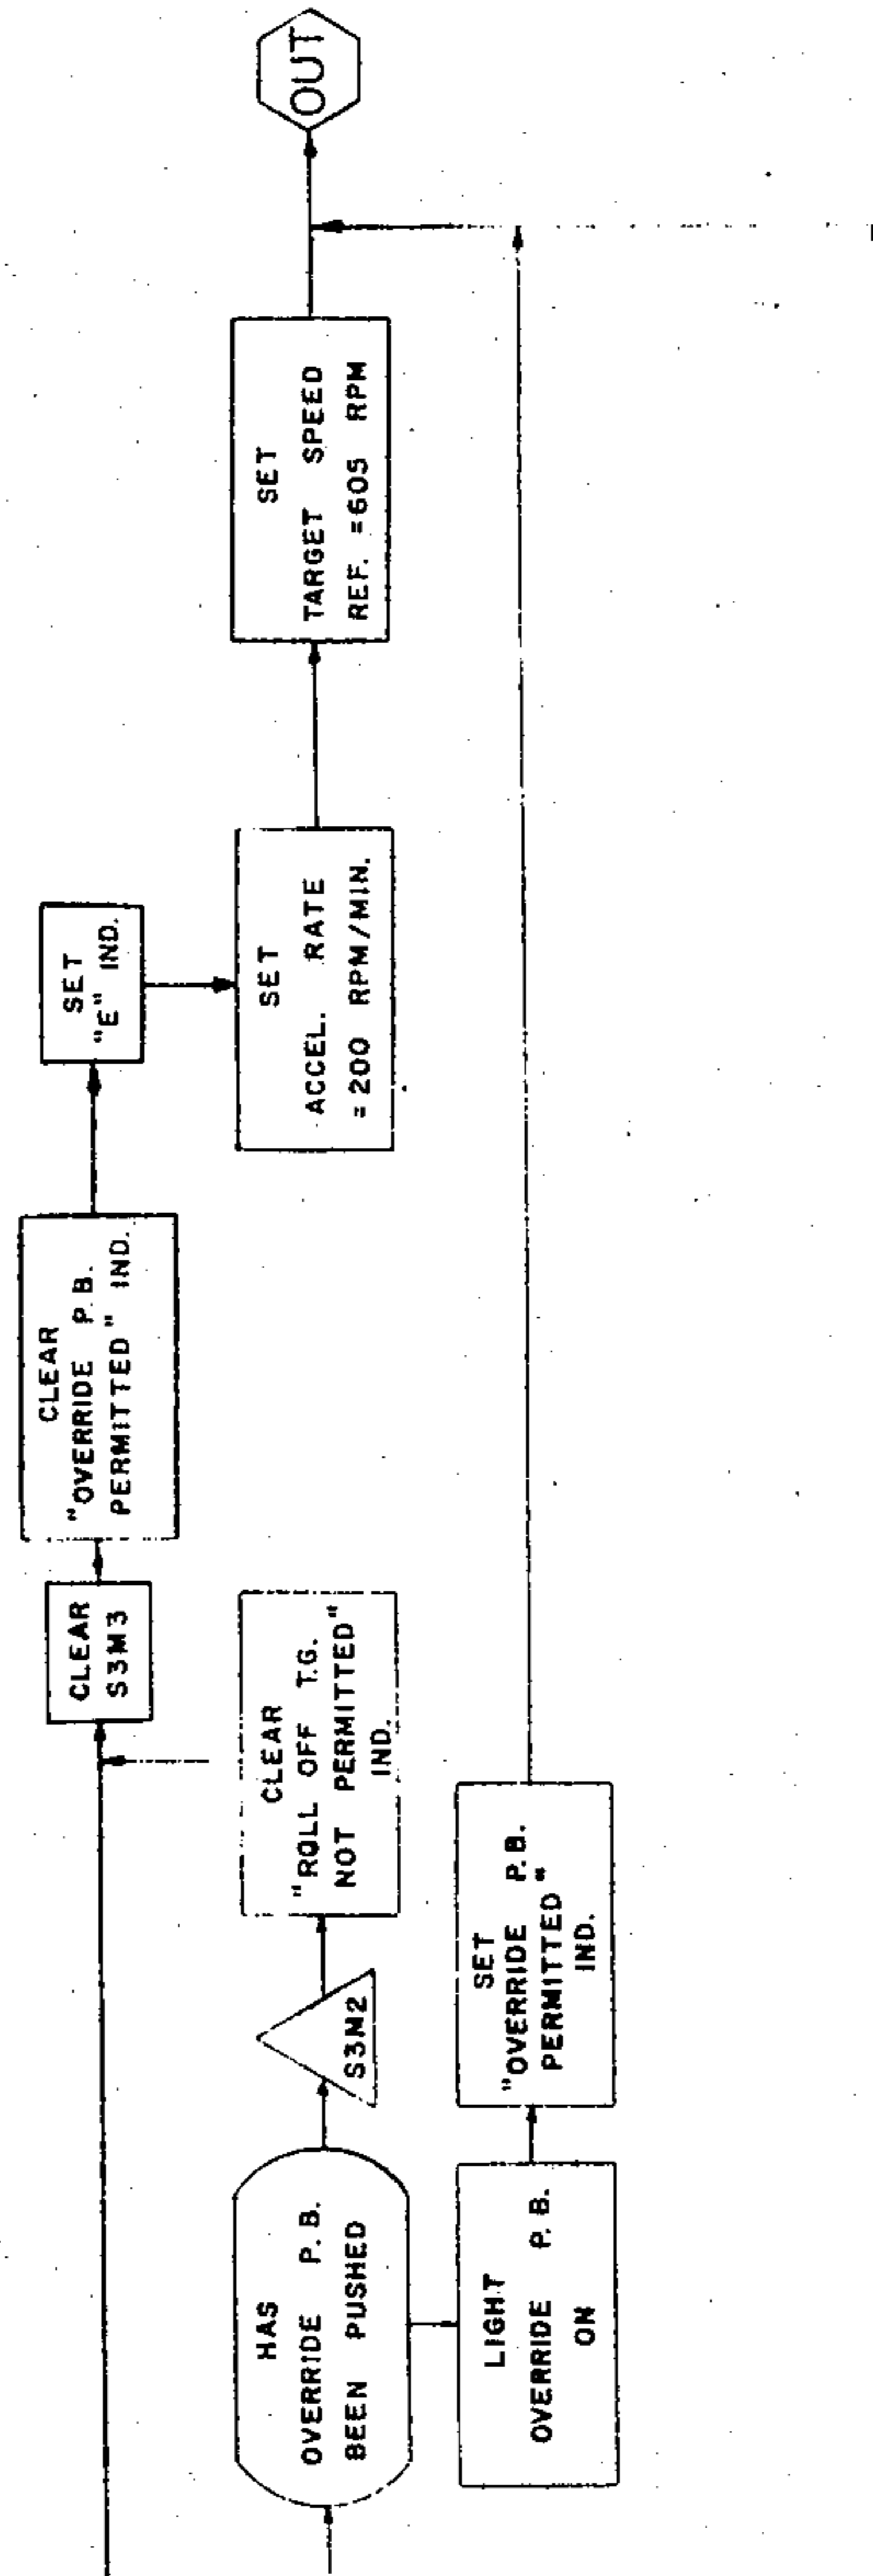 CLEAR
S3M3
CLEAR
"OVERRIDE P.B.
PERMITTED" IND.
SET
"E" IND.
HAS
OVERRIDE P.B.
BEEN PUSHED
S3M2
CLEAR
"ROLL OFF T.G.
NOT PERMITTED"
IND.
SET
ACCEL. RATE
=200 RPM/MIN.
SET
TARGET SPEED
REF. =605 RPM
OUT
LIGHT
OVERRIDE P.B.
ON
SET
"OVERRIDE P.B.
PERMITTED"
IND.